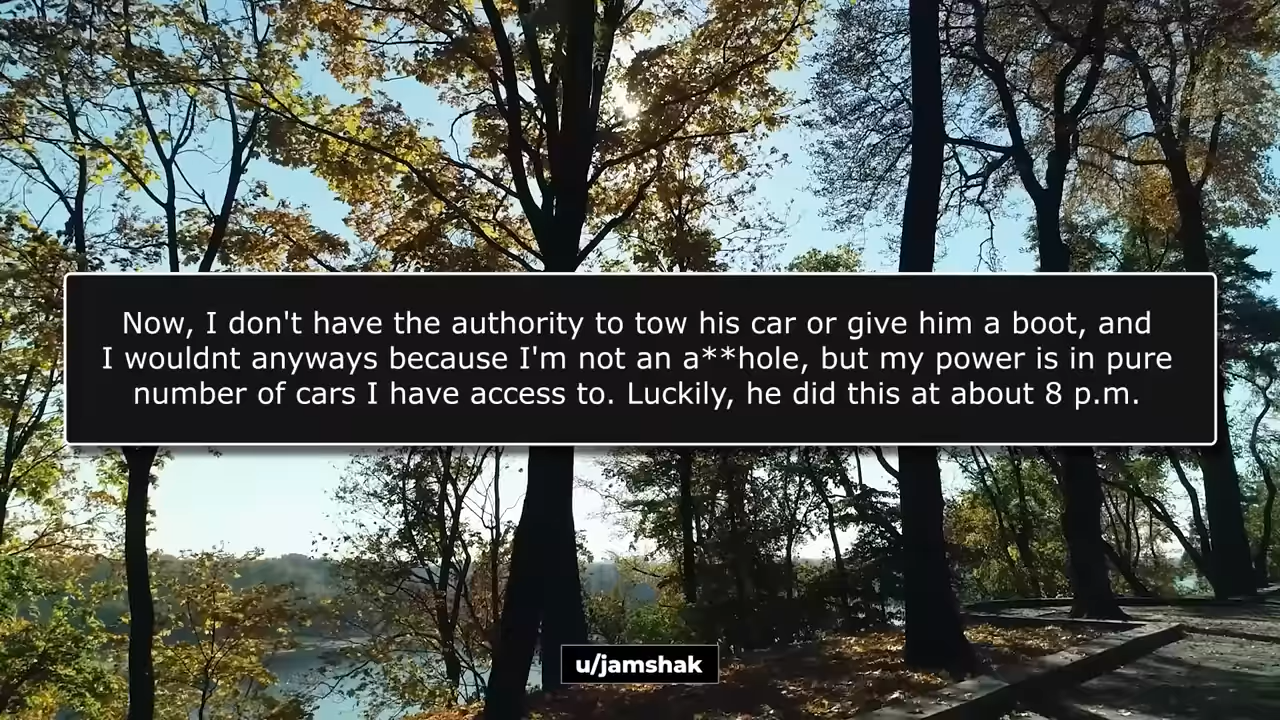 Now, I don't have the authority to tow his car or give him a boot, and
I wouldnt anyways because I'm not an a**hole, but my power is in pure
number of cars I have access to. Luckily, he did this at about 8 p.m.
u/jamshak